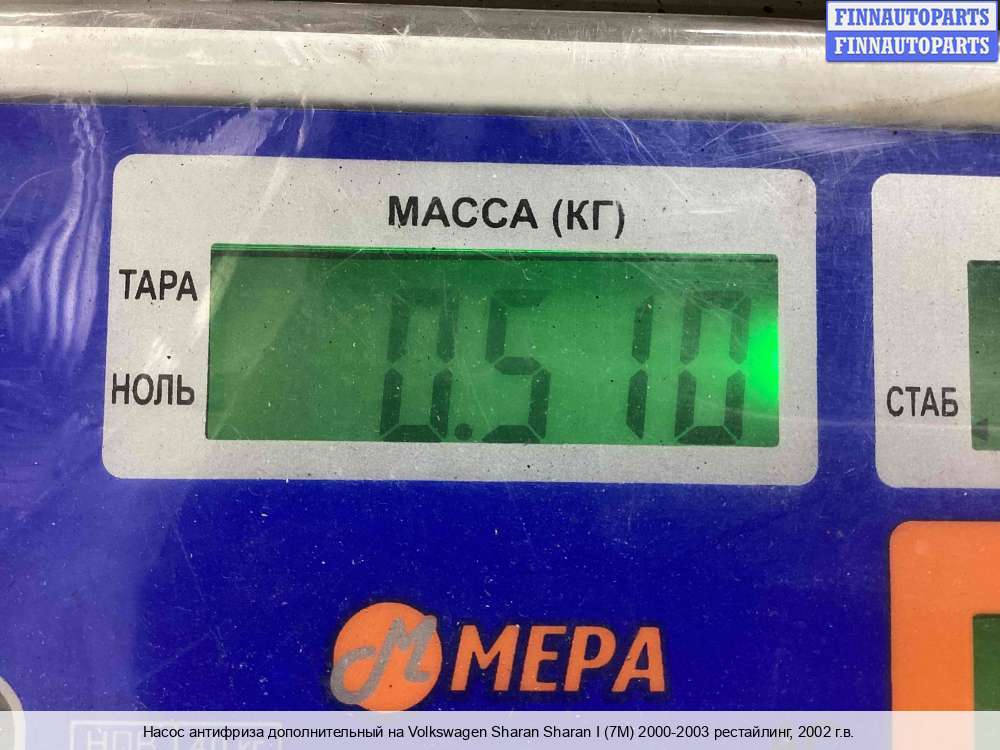 FINNAUTOPARTS
FINNAUTOPARTS
МАССА (КГ)
ТАРА
0.510
НОЛЬ
СТАБ
МЕРА
Насос антифриза дополнительный на Volkswagen Sharan Sharan I (7M) 2000-2003 рестайлинг, 2002 г.в.